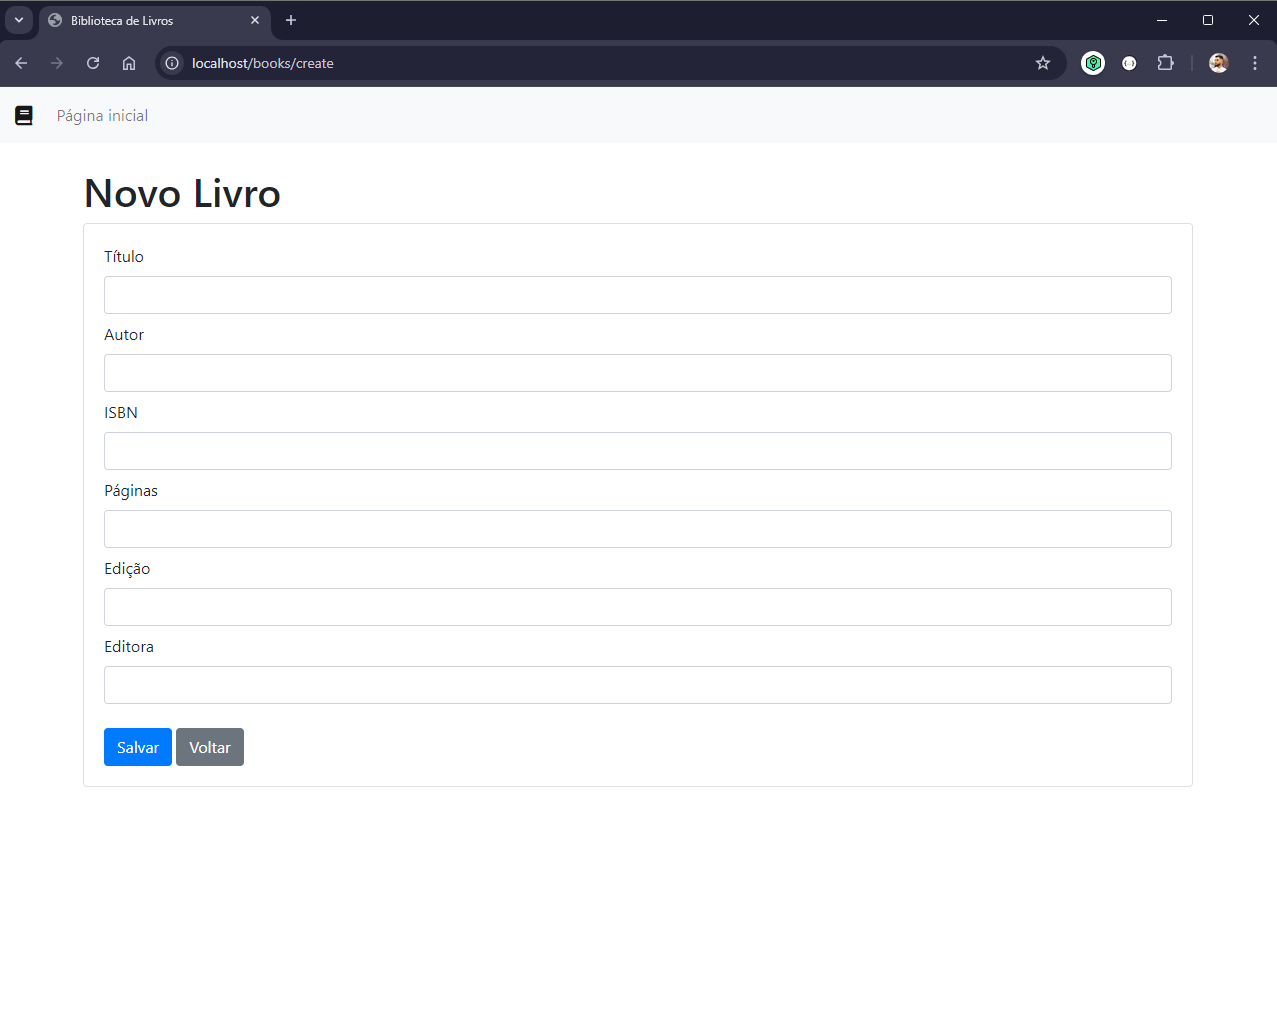 Biblioteca de Livros
localhost/books/create
Página inicial
Novo Livro
Título
Autor
ISBN
Páginas
Edição
Editora
Salvar Voltar